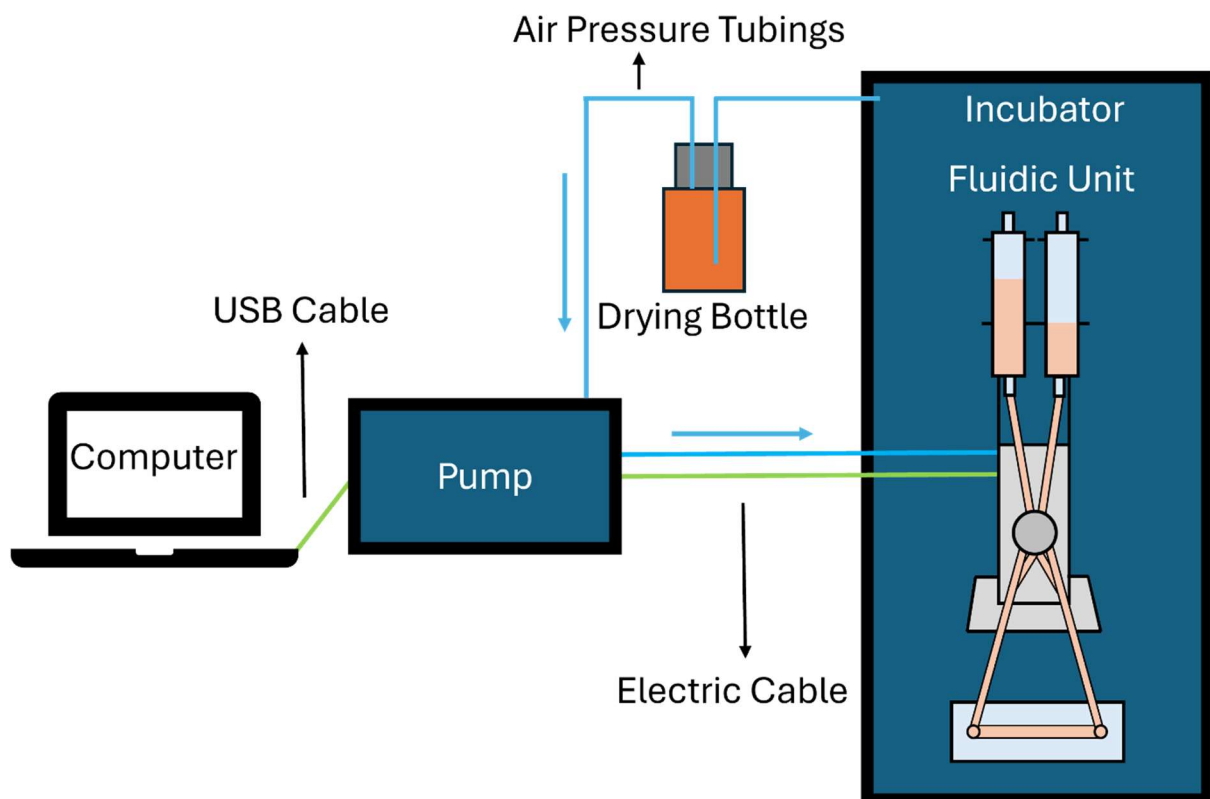 Air Pressure Tubings
Incubator
Fluidic Unit
USB Cable
Drying Bottle
Computer
Pump
Electric Cable